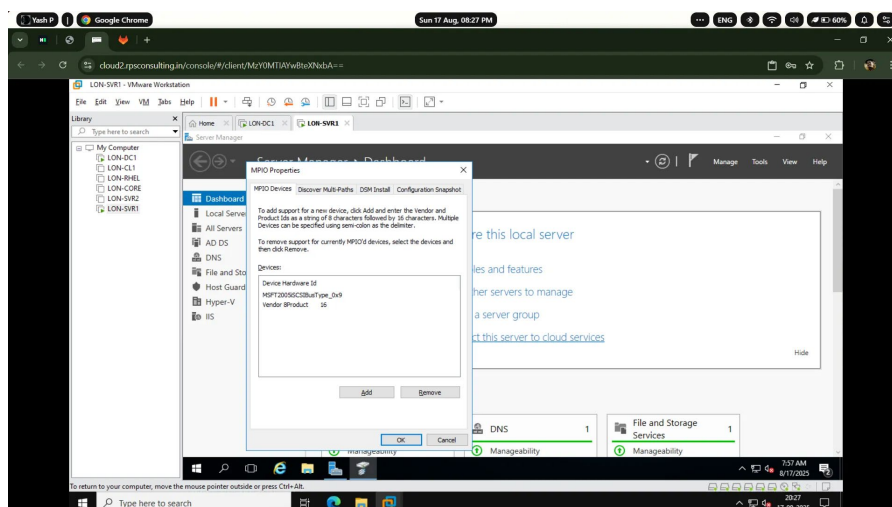 Yash P
Google Chrome
Sun 17 Aug, 08:27 PM
ENG
60%
cloud2.rpsconsulting.in/console/#/client/MzY0MTIAYwBteXNxbA==
LON-SVR1 - VMware Workstation
File Edit View VM Tabs Help
Library
Type here to search
Home
LON-DC1
LON-SVR1
My Computer
LON-DC1
LON-CL1
LON-RHEL
LON-CORE
LON-SVR2
LON-SVR1
Server Manager
Manage Tools View Help
Dashboard
Local Serve
All Servers
AD DS
DNS
File and Sto
Host Guard
Hyper-V
IIS
MPIO Properties
MPIO Devices Discover Multi-Paths DSM Install Configuration Snapshot
To add support for a new device, click Add and enter the Vendor and
Product Ids as a string of 8 characters followed by 16 characters. Multiple
Devices can be specified using semi-colon as the delimiter.
To remove support for currently MPIO'd devices, select the devices and
then click Remove.
Devices:
Device Hardware Id
MSFT2005iSCSIBusType_0x9
Vendor 8Product 16
Add Remove
OK Cancel
re this local server
les and features
her servers to manage
a server group
ct this server to cloud services
Hide
DNS 1
Manageability
File and Storage
Services 1
Manageability
Manageability
7:57 AM
8/17/2025
To return to your computer, move the mouse pointer outside or press Ctrl+Alt.
Type here to search
20:27